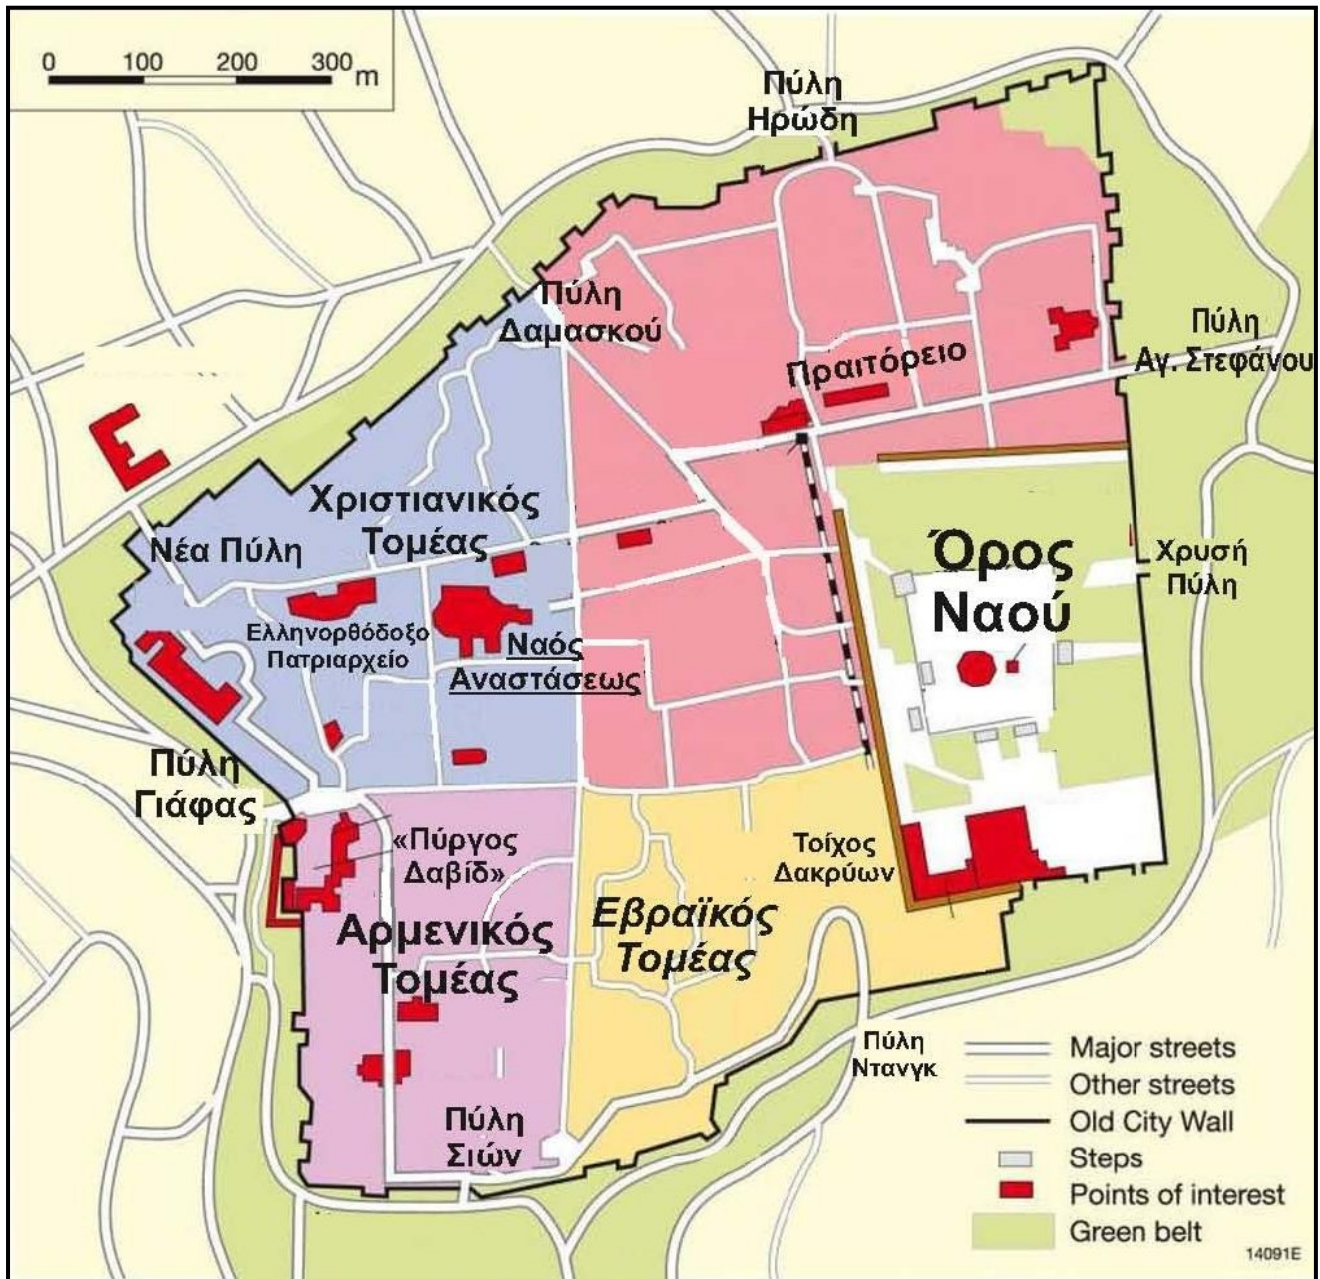 0 100 200 300 m
Πύλη
Ηρώδη
Πύλη
Δαμασκού
Πύλη
Αγ. Στεφάνου
Πραιτόρειο
Χριστιανικός
Τομέας
Νέα Πύλη
Όρος
Ναού
Χρυσή
Πύλη
Ελληνορθόδοξο
Πατριαρχείο
Ναός
Αναστάσεως
Πύλη
Γιάφας
«Πύργος
Δαβίδ»
Τοίχος
Δακρύων
Αρμενικός
Τομέας
Εβραϊκός
Τομέας
Πύλη
Ντανγκ
Πύλη
Σιών
Major streets
Other streets
Old City Wall
Steps
Points of interest
Green belt
14091E